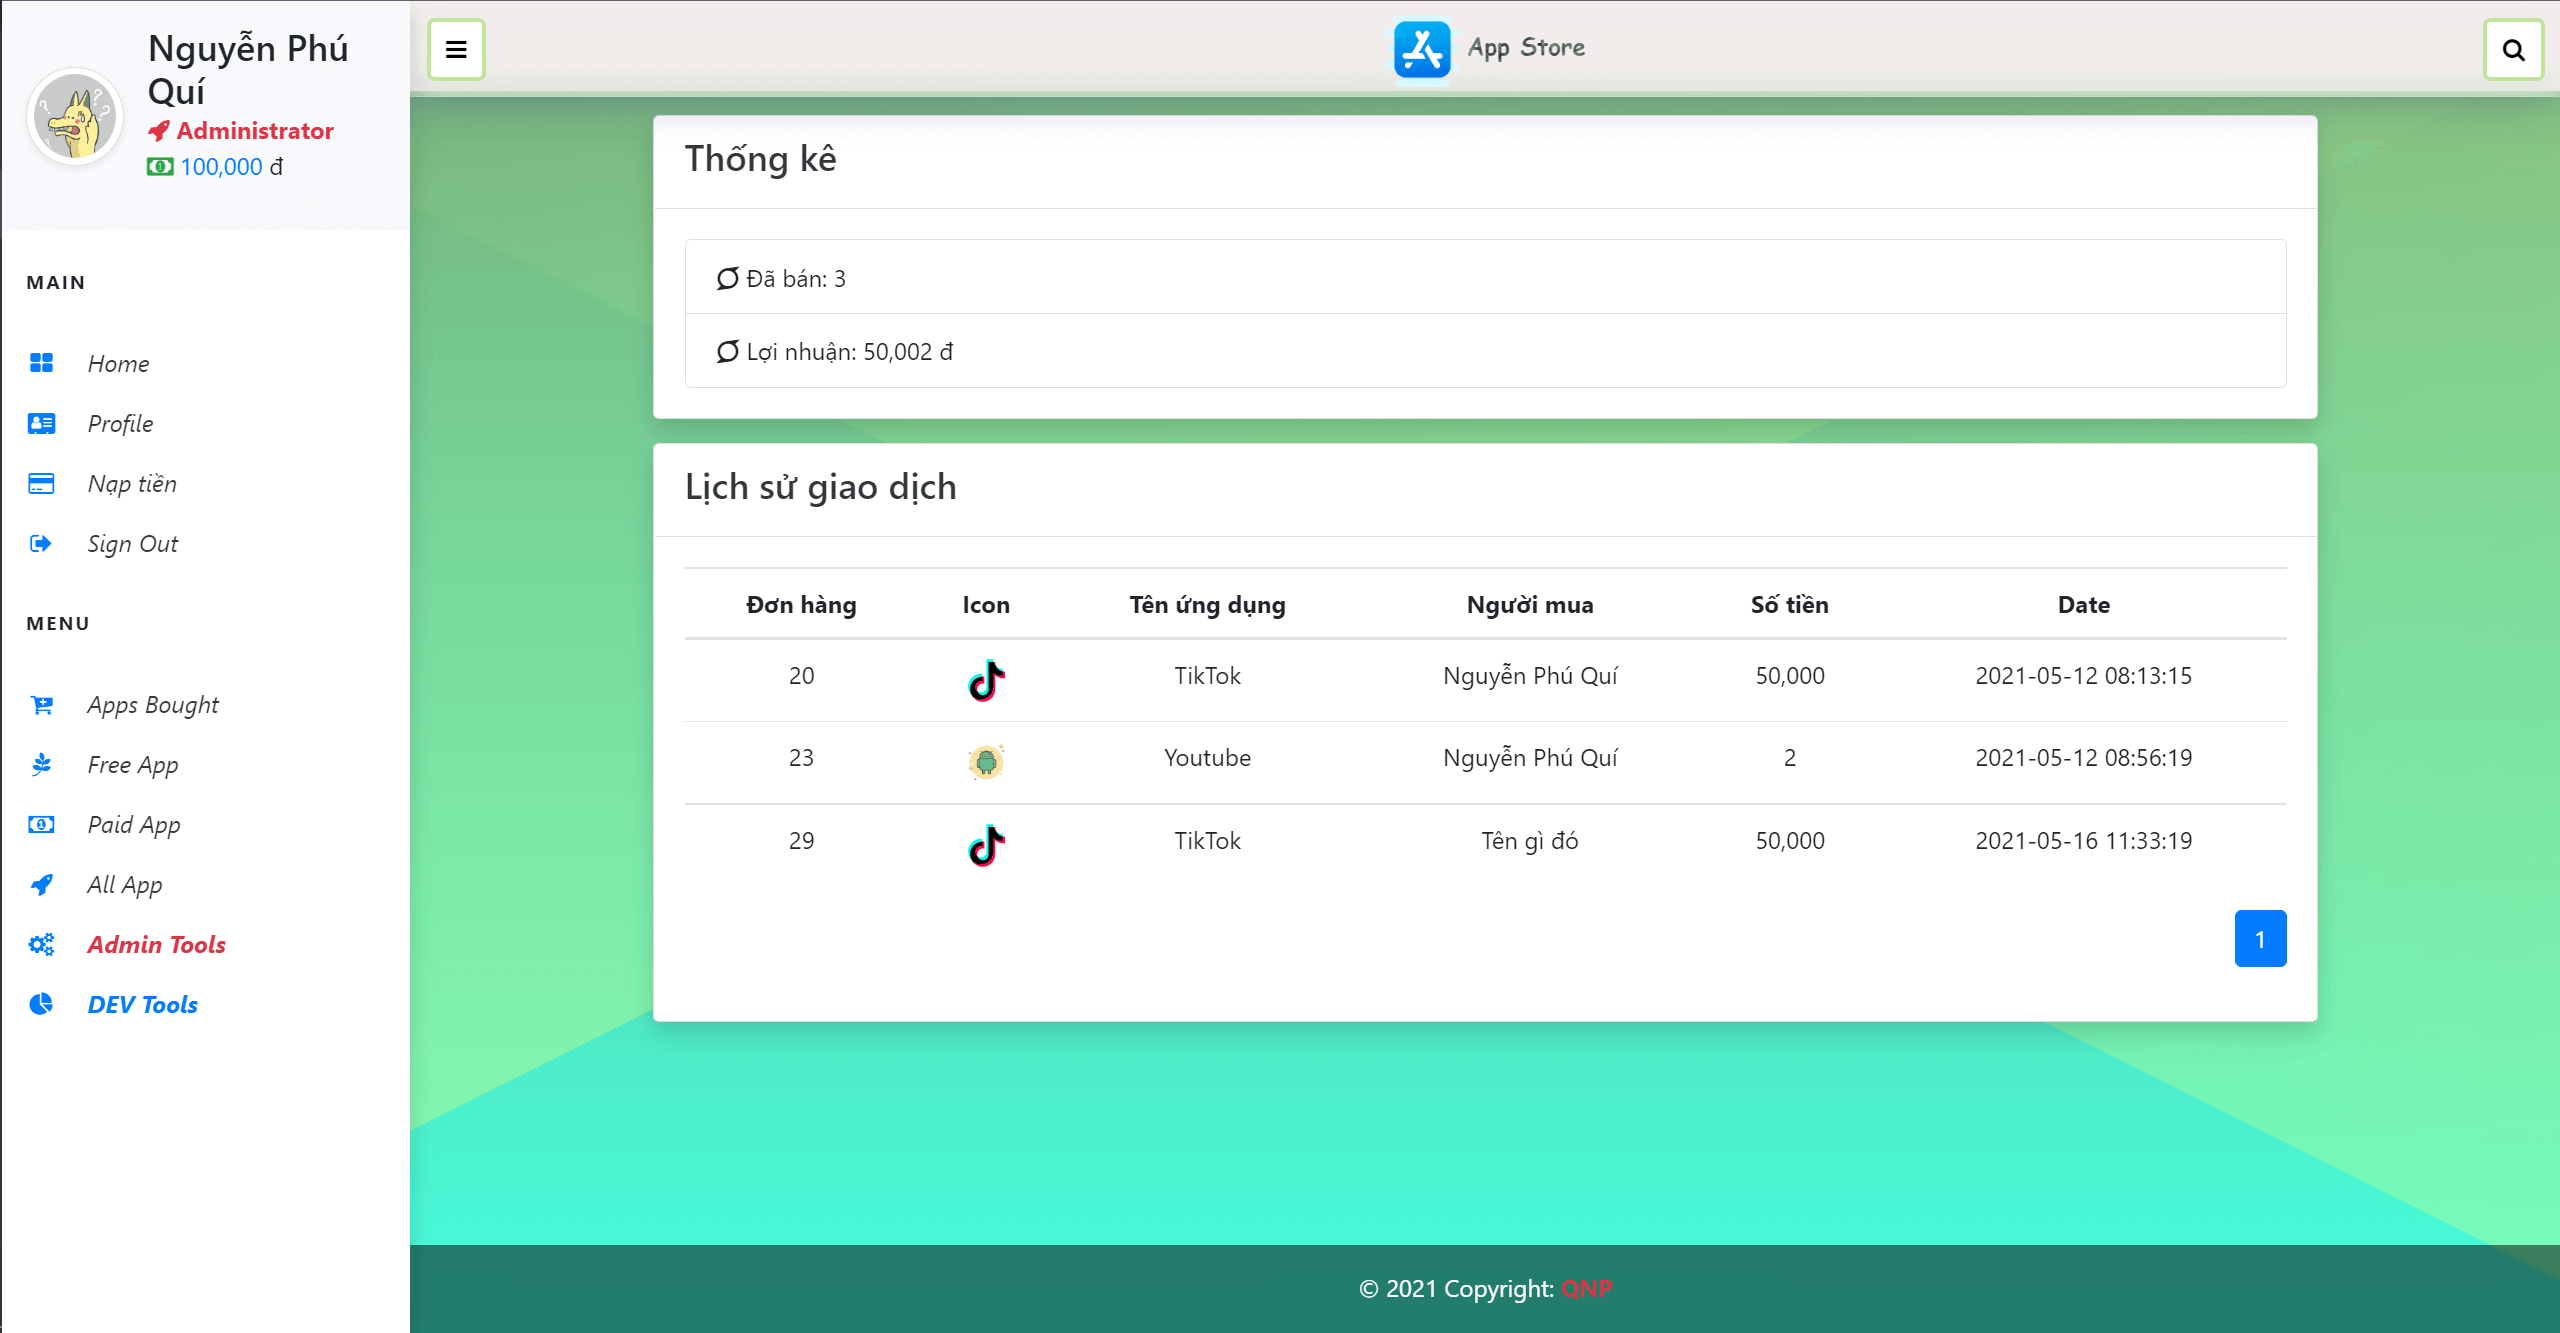 Nguyễn Phú
Quí
Administrator
100,000 đ
MAIN
Home
Profile
Nạp tiền
Sign Out
MENU
Apps Bought
Free App
Paid App
All App
Admin Tools
DEV Tools
App Store
Thống kê
Đã bán: 3
Lợi nhuận: 50,002 đ
Lịch sử giao dịch
Đơn hàng Icon Tên ứng dụng Người mua Số tiền Date
20 TikTok Nguyễn Phú Quí 50,000 2021-05-12 08:13:15
23 Youtube Nguyễn Phú Quí 2 2021-05-12 08:56:19
29 TikTok Tên gì đó 50,000 2021-05-16 11:33:19
1
© 2021 Copyright: QNP